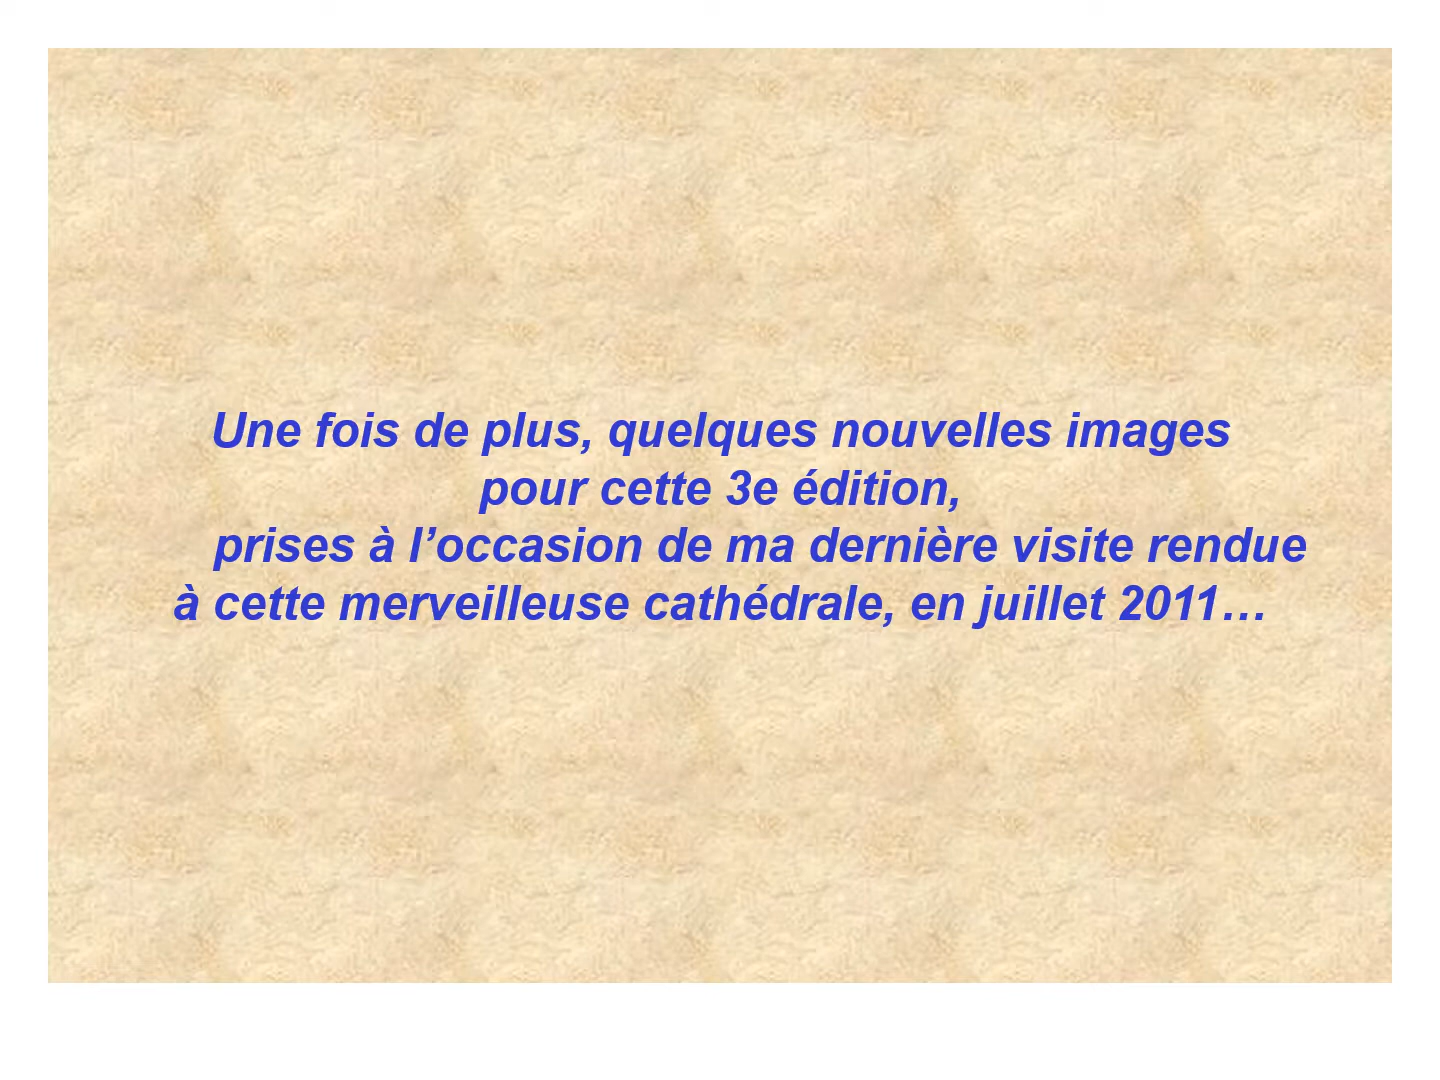 Une fois de plus, quelques nouvelles images
pour cette 3e édition,
prises à l’occasion de ma dernière visite rendue
à cette merveilleuse cathédrale, en juillet 2011…